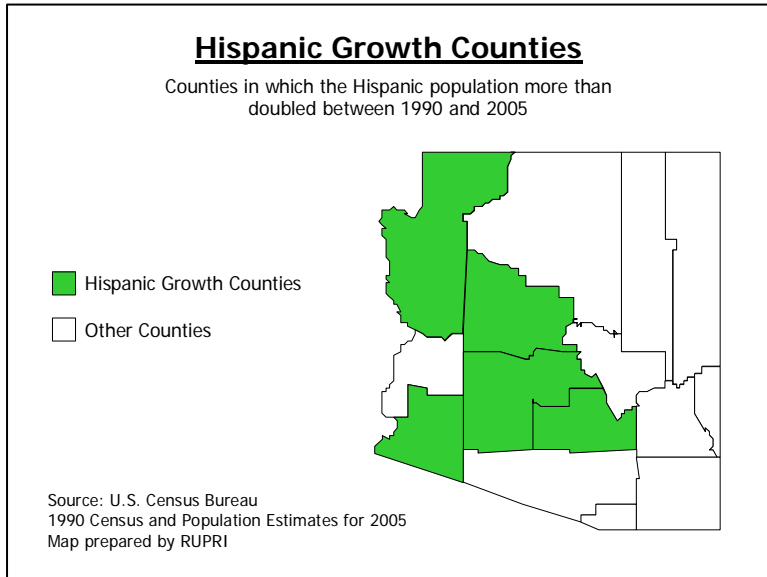 Hispanic Growth Counties
Counties in which the Hispanic population more than
doubled between 1990 and 2005
Hispanic Growth Counties
Other Counties
Source: U.S. Census Bureau
1990 Census and Population Estimates for 2005
Map prepared by RUPRI